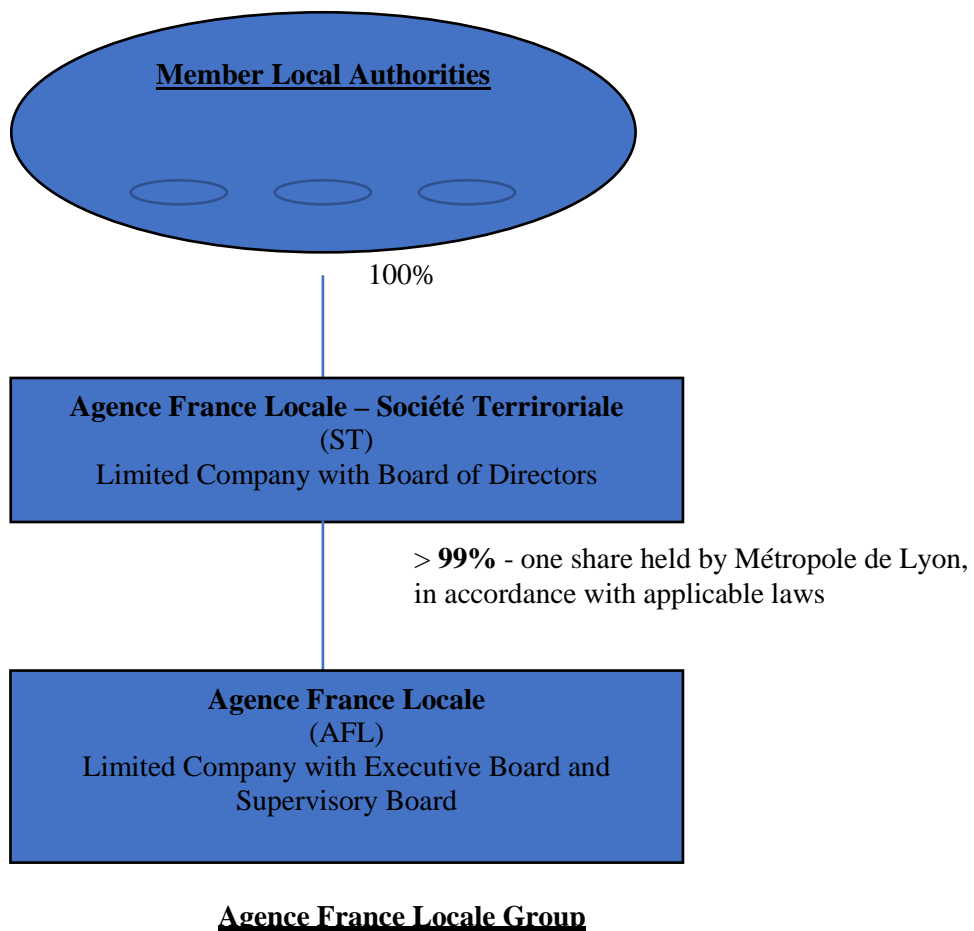 Member Local Authorities
100%
Agence France Locale – Société Terriroriale
(ST)
Limited Company with Board of Directors
> 99% - one share held by Métropole de Lyon,
in accordance with applicable laws
Agence France Locale
(AFL)
Limited Company with Executive Board and
Supervisory Board
Agence France Locale Group